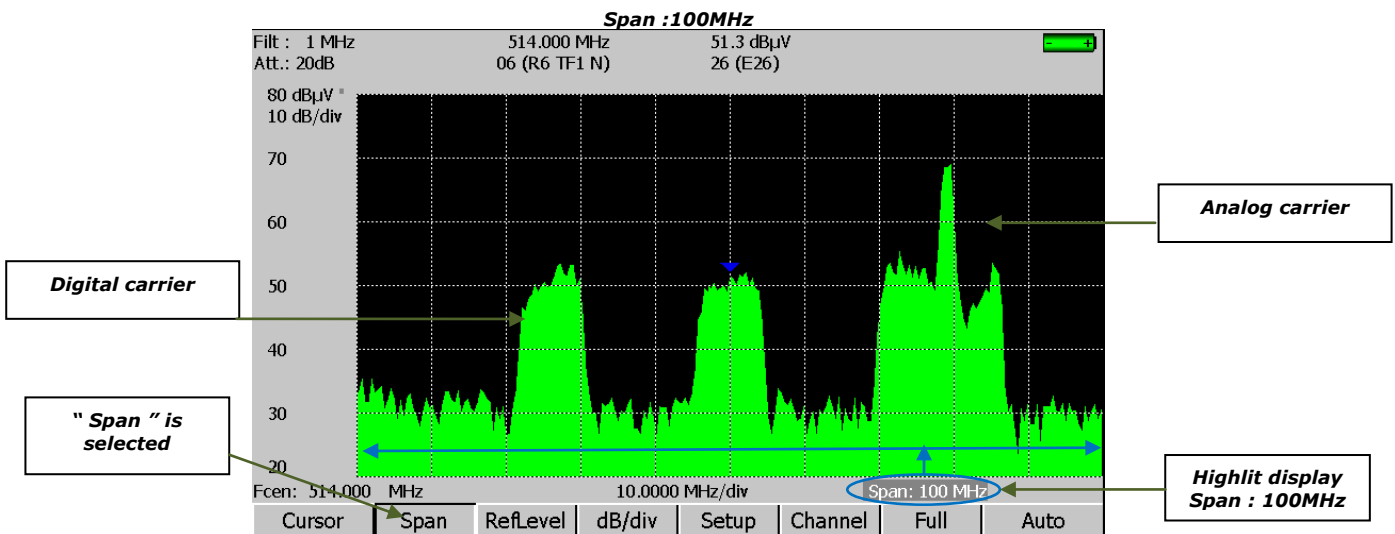 Span :100MHz
Filt : 1 MHz 514.000 MHz 51.3 dBµV - +
Att.: 20dB 06 (R6 TF1 N) 26 (E26)
80 dBµV
10 dB/div
70
60
50
40
30
20
Analog carrier
Digital carrier
“ Span ” is
selected
Highlit display
Span : 100MHz
Fcen: 514.000 MHz 10.0000 MHz/div Span: 100 MHz
Cursor Span RefLevel dB/div Setup Channel Full Auto